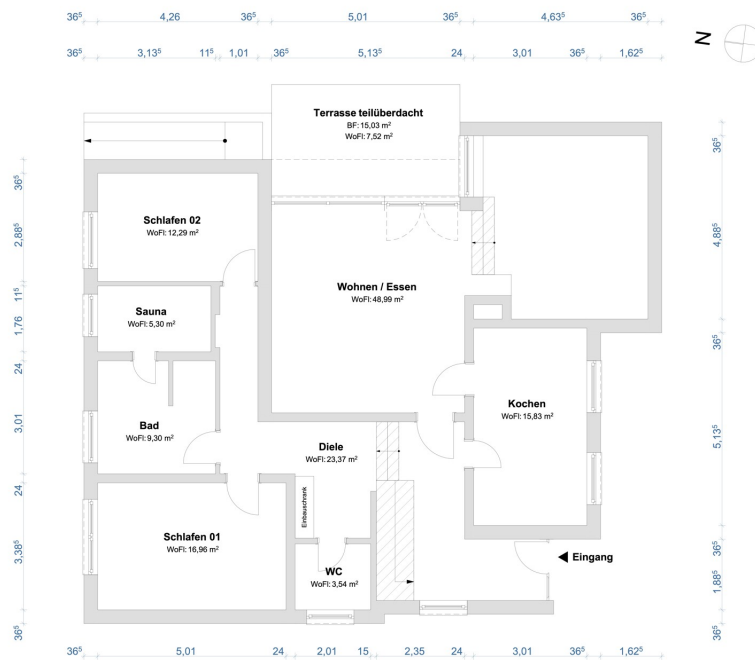 36⁵ 4,26 36⁵ 5,01 36⁵ 4,63⁵ 36⁵
36⁵ 3,13⁵ 11⁵ 1,01 36⁵ 5,13⁵ 24 3,01 36⁵ 1,62⁵
N
Terrasse teilüberdacht
BF: 15,03 m²
WoFl: 7,52 m²
Schlafen 02
WoFl: 12,29 m²
Wohnen / Essen
WoFl: 48,99 m²
Sauna
WoFl: 5,30 m²
Kochen
WoFl: 15,83 m²
Bad
WoFl: 9,30 m²
Diele
WoFl: 23,37 m²
Einbauschrank
Schlafen 01
WoFl: 16,96 m²
WC
WoFl: 3,54 m²
Eingang
36⁵
2,88⁵
11⁵
1,76
24
3,01
24
3,38⁵
36⁵
36⁵
4,88⁵
36⁵
5,13⁵
36⁵
1,88⁵
36⁵
36⁵ 5,01 24 2,01 15 2,35 24 3,01 36⁵ 1,62⁵